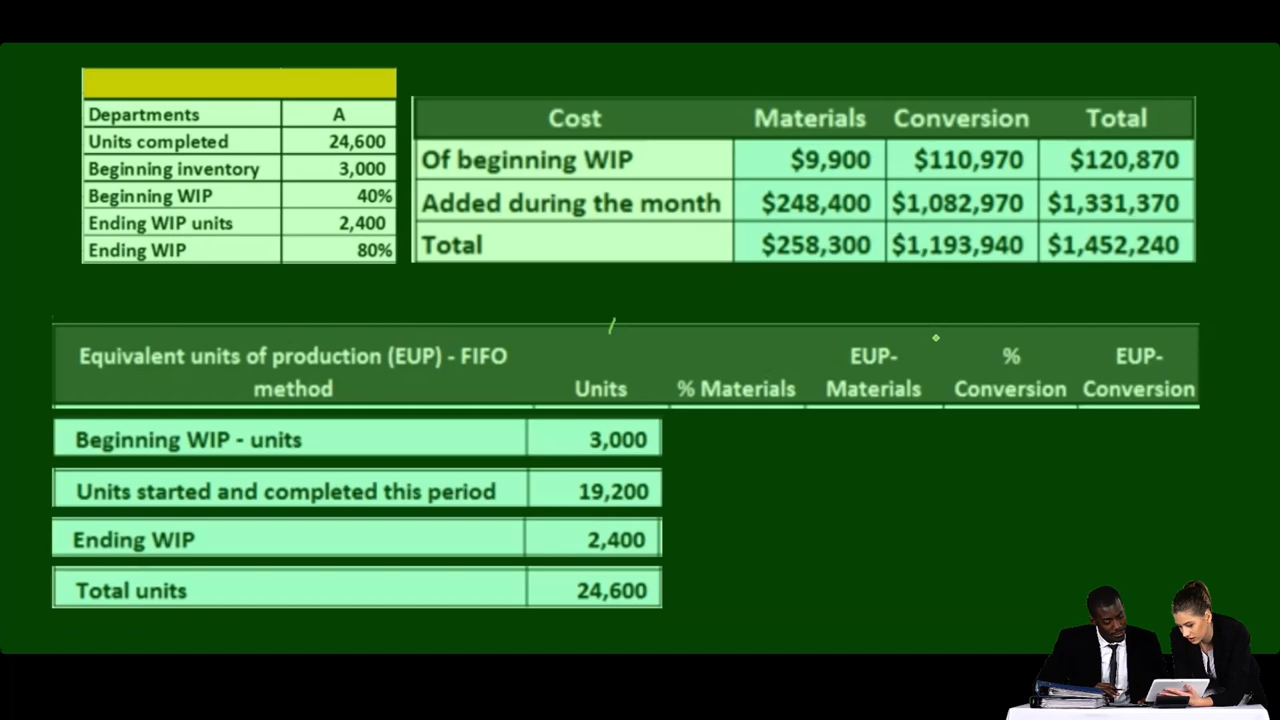 Departments A
Units completed 24,600
Beginning inventory 3,000
Beginning WIP 40%
Ending WIP units 2,400
Ending WIP 80%
Cost Materials Conversion Total
Of beginning WIP $9,900 $110,970 $120,870
Added during the month $248,400 $1,082,970 $1,331,370
Total $258,300 $1,193,940 $1,452,240
Equivalent units of production (EUP) - FIFO
method
Units
% Materials
EUP-
Materials
%
Conversion
EUP-
Conversion
Beginning WIP - units 3,000
Units started and completed this period 19,200
Ending WIP 2,400
Total units 24,600